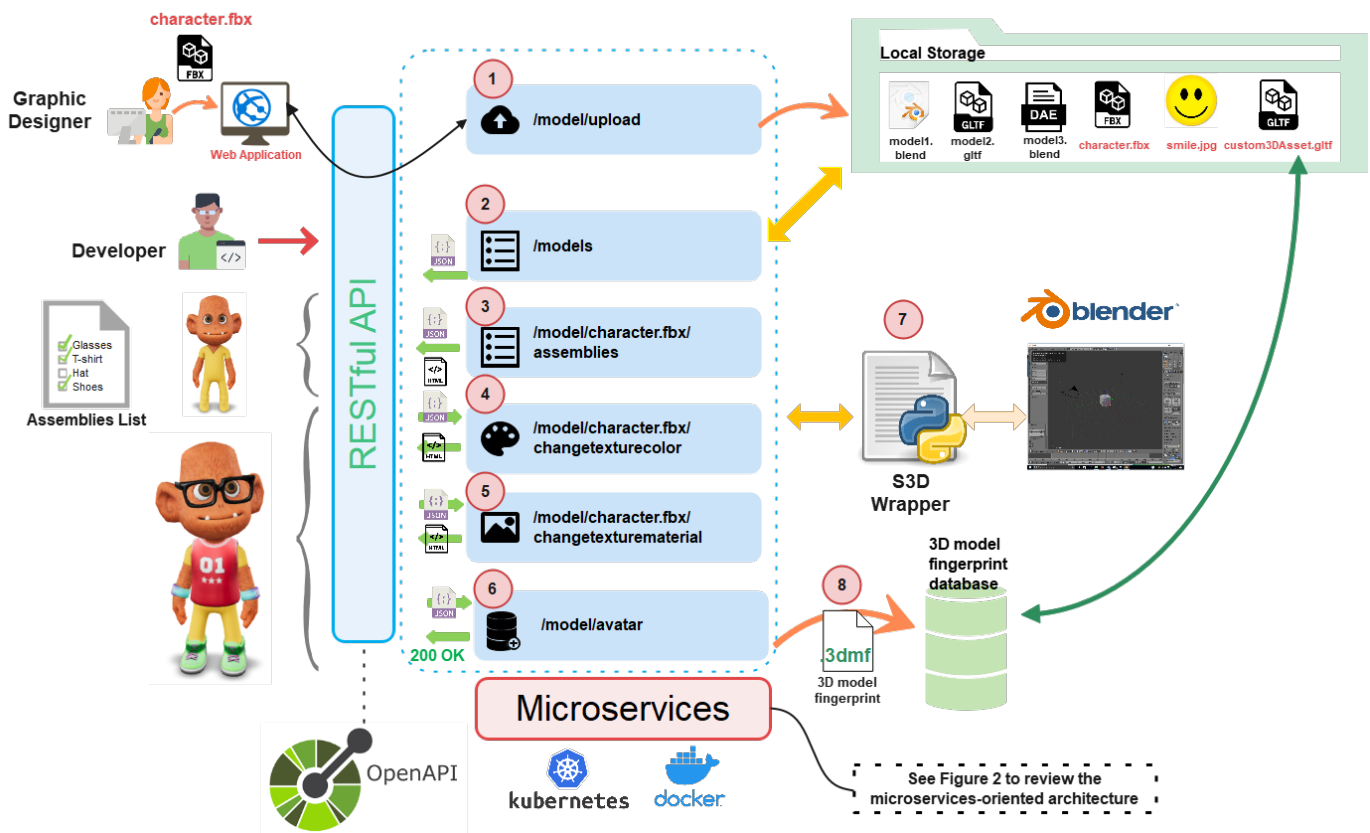 character.fbx
FBX
Graphic
Designer
Web Application
Developer
Glasses
T-shirt
Hat
Shoes
Assemblies List
01
RESTful API
OpenAPI
1
/model/upload
2
/models
{;}
JSON
3
/model/character.fbx/
assemblies
{;}
JSON
</>
HTML
4
/model/character.fbx/
changetexturecolor
{;}
JSON
</>
HTML
5
/model/character.fbx/
changetexturematerial
{;}
JSON
</>
HTML
6
/model/avatar
{;}
JSON
200 OK
Microservices
kubernetes
docker
Local Storage
GLTF
DAE
FBX
GLTF
model1.
blend
model2.
gltf
model3.
blend
character.fbx
smile.jpg
custom3DAsset.gltf
7
S3D
Wrapper
blender
8
.3dmf
3D model
fingerprint
3D model
fingerprint
database
See Figure 2 to review the
microservices-oriented architecture